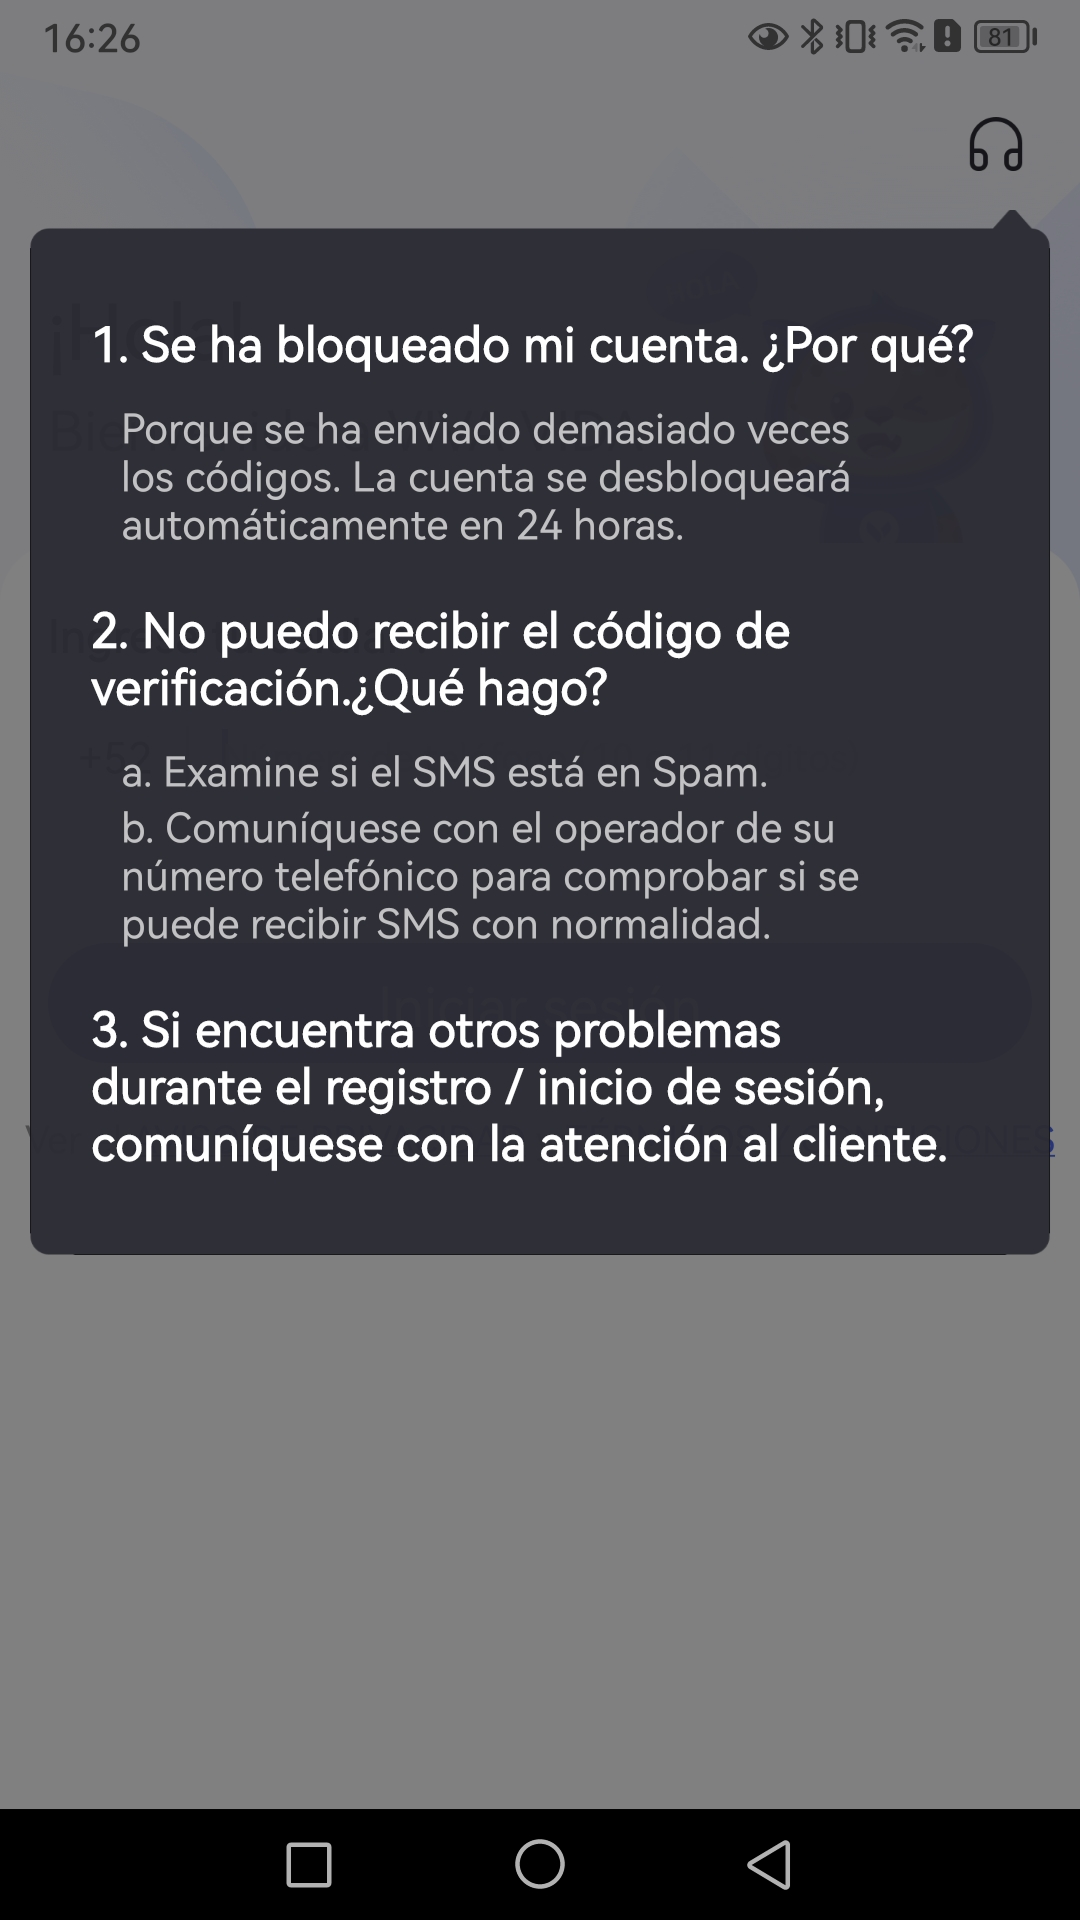 16:26
81
1. Se ha bloqueado mi cuenta. ¿Por qué?
Porque se ha enviado demasiado veces
los códigos. La cuenta se desbloqueará
automáticamente en 24 horas.
2. No puedo recibir el código de
verificación.¿Qué hago?
a. Examine si el SMS está en Spam.
b. Comuníquese con el operador de su
número telefónico para comprobar si se
puede recibir SMS con normalidad.
Iniciar sesión
3. Si encuentra otros problemas
durante el registro / inicio de sesión,
comuníquese con la atención al cliente.